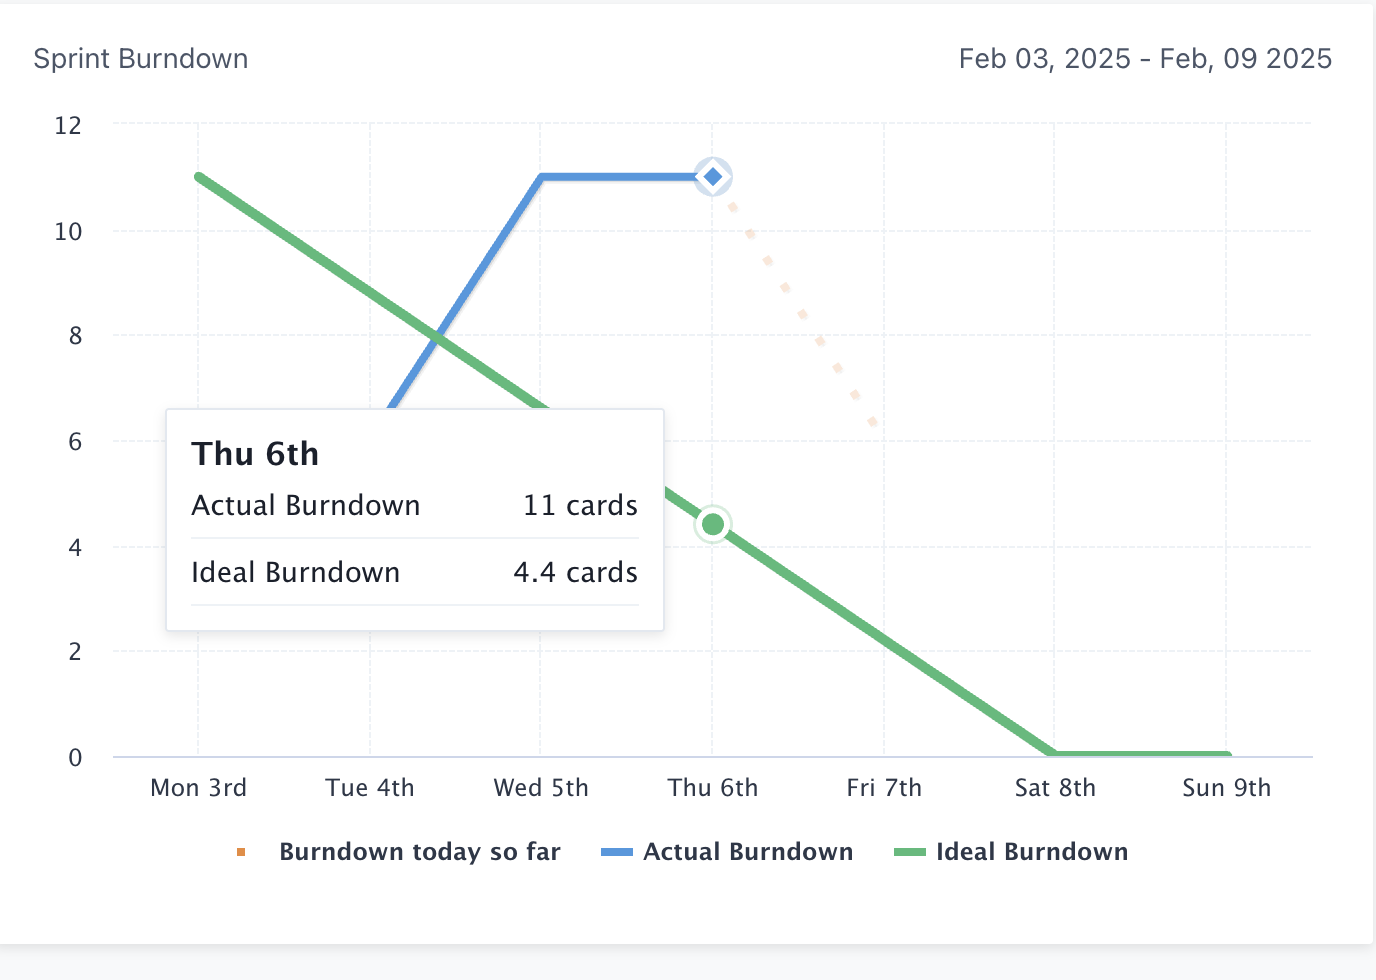 Sprint Burndown
Feb 03, 2025 - Feb, 09 2025
12
10
8
6
4
2
0
Thu 6th
Actual Burndown 11 cards
Ideal Burndown 4.4 cards
Mon 3rd Tue 4th Wed 5th Thu 6th Fri 7th Sat 8th Sun 9th
Burndown today so far Actual Burndown Ideal Burndown